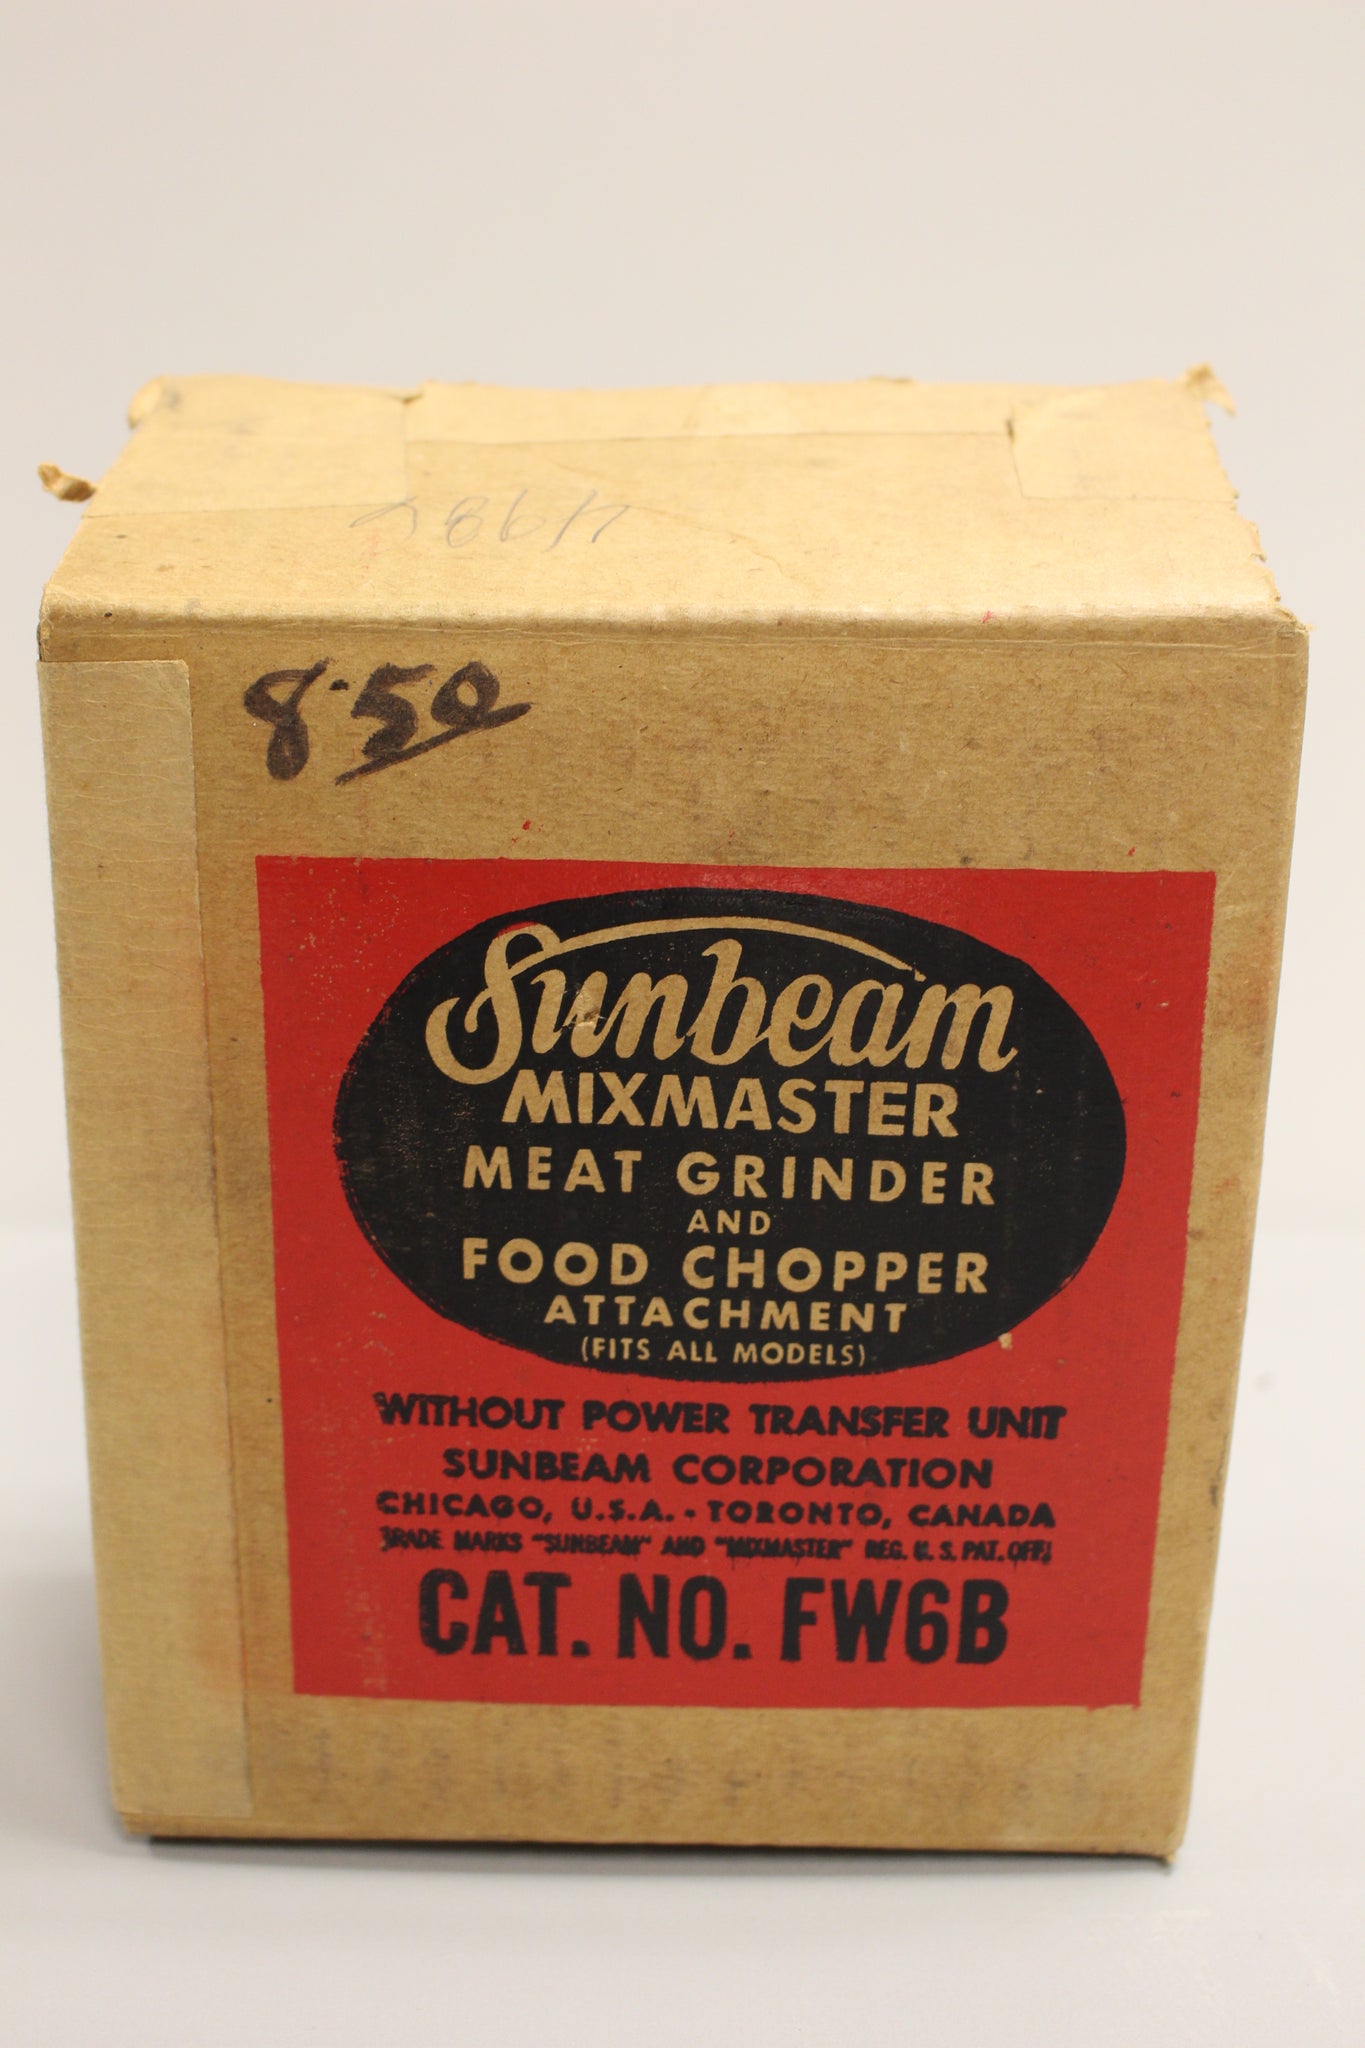 8.50
Sunbeam
MIXMASTER
MEAT GRINDER
AND
FOOD CHOPPER
ATTACHMENT
(FITS ALL MODELS)
WITHOUT POWER TRANSFER UNIT
SUNBEAM CORPORATION
CHICAGO, U.S.A. - TORONTO, CANADA
TRADE MARKS "SUNBEAM" AND "MIXMASTER" REG. U. S. PAT. OFF.
CAT. NO. FW6B